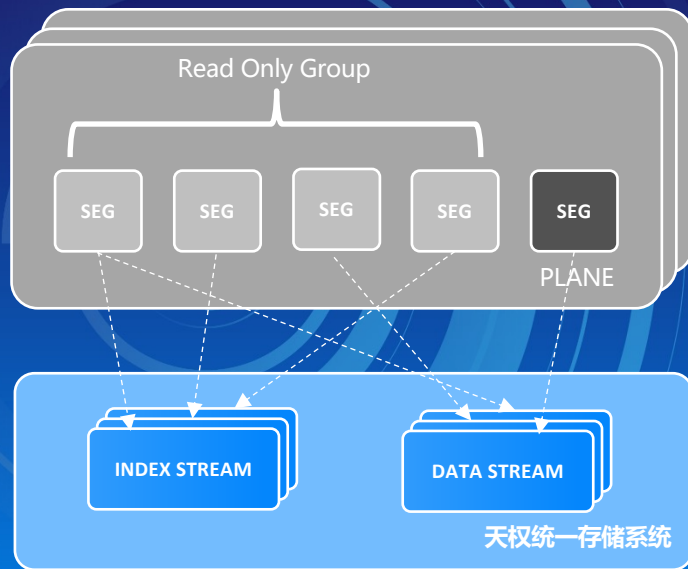 Read Only Group
SEG
SEG
SEG
SEG
SEG
PLANE
INDEX STREAM
DATA STREAM
天权统一存储系统